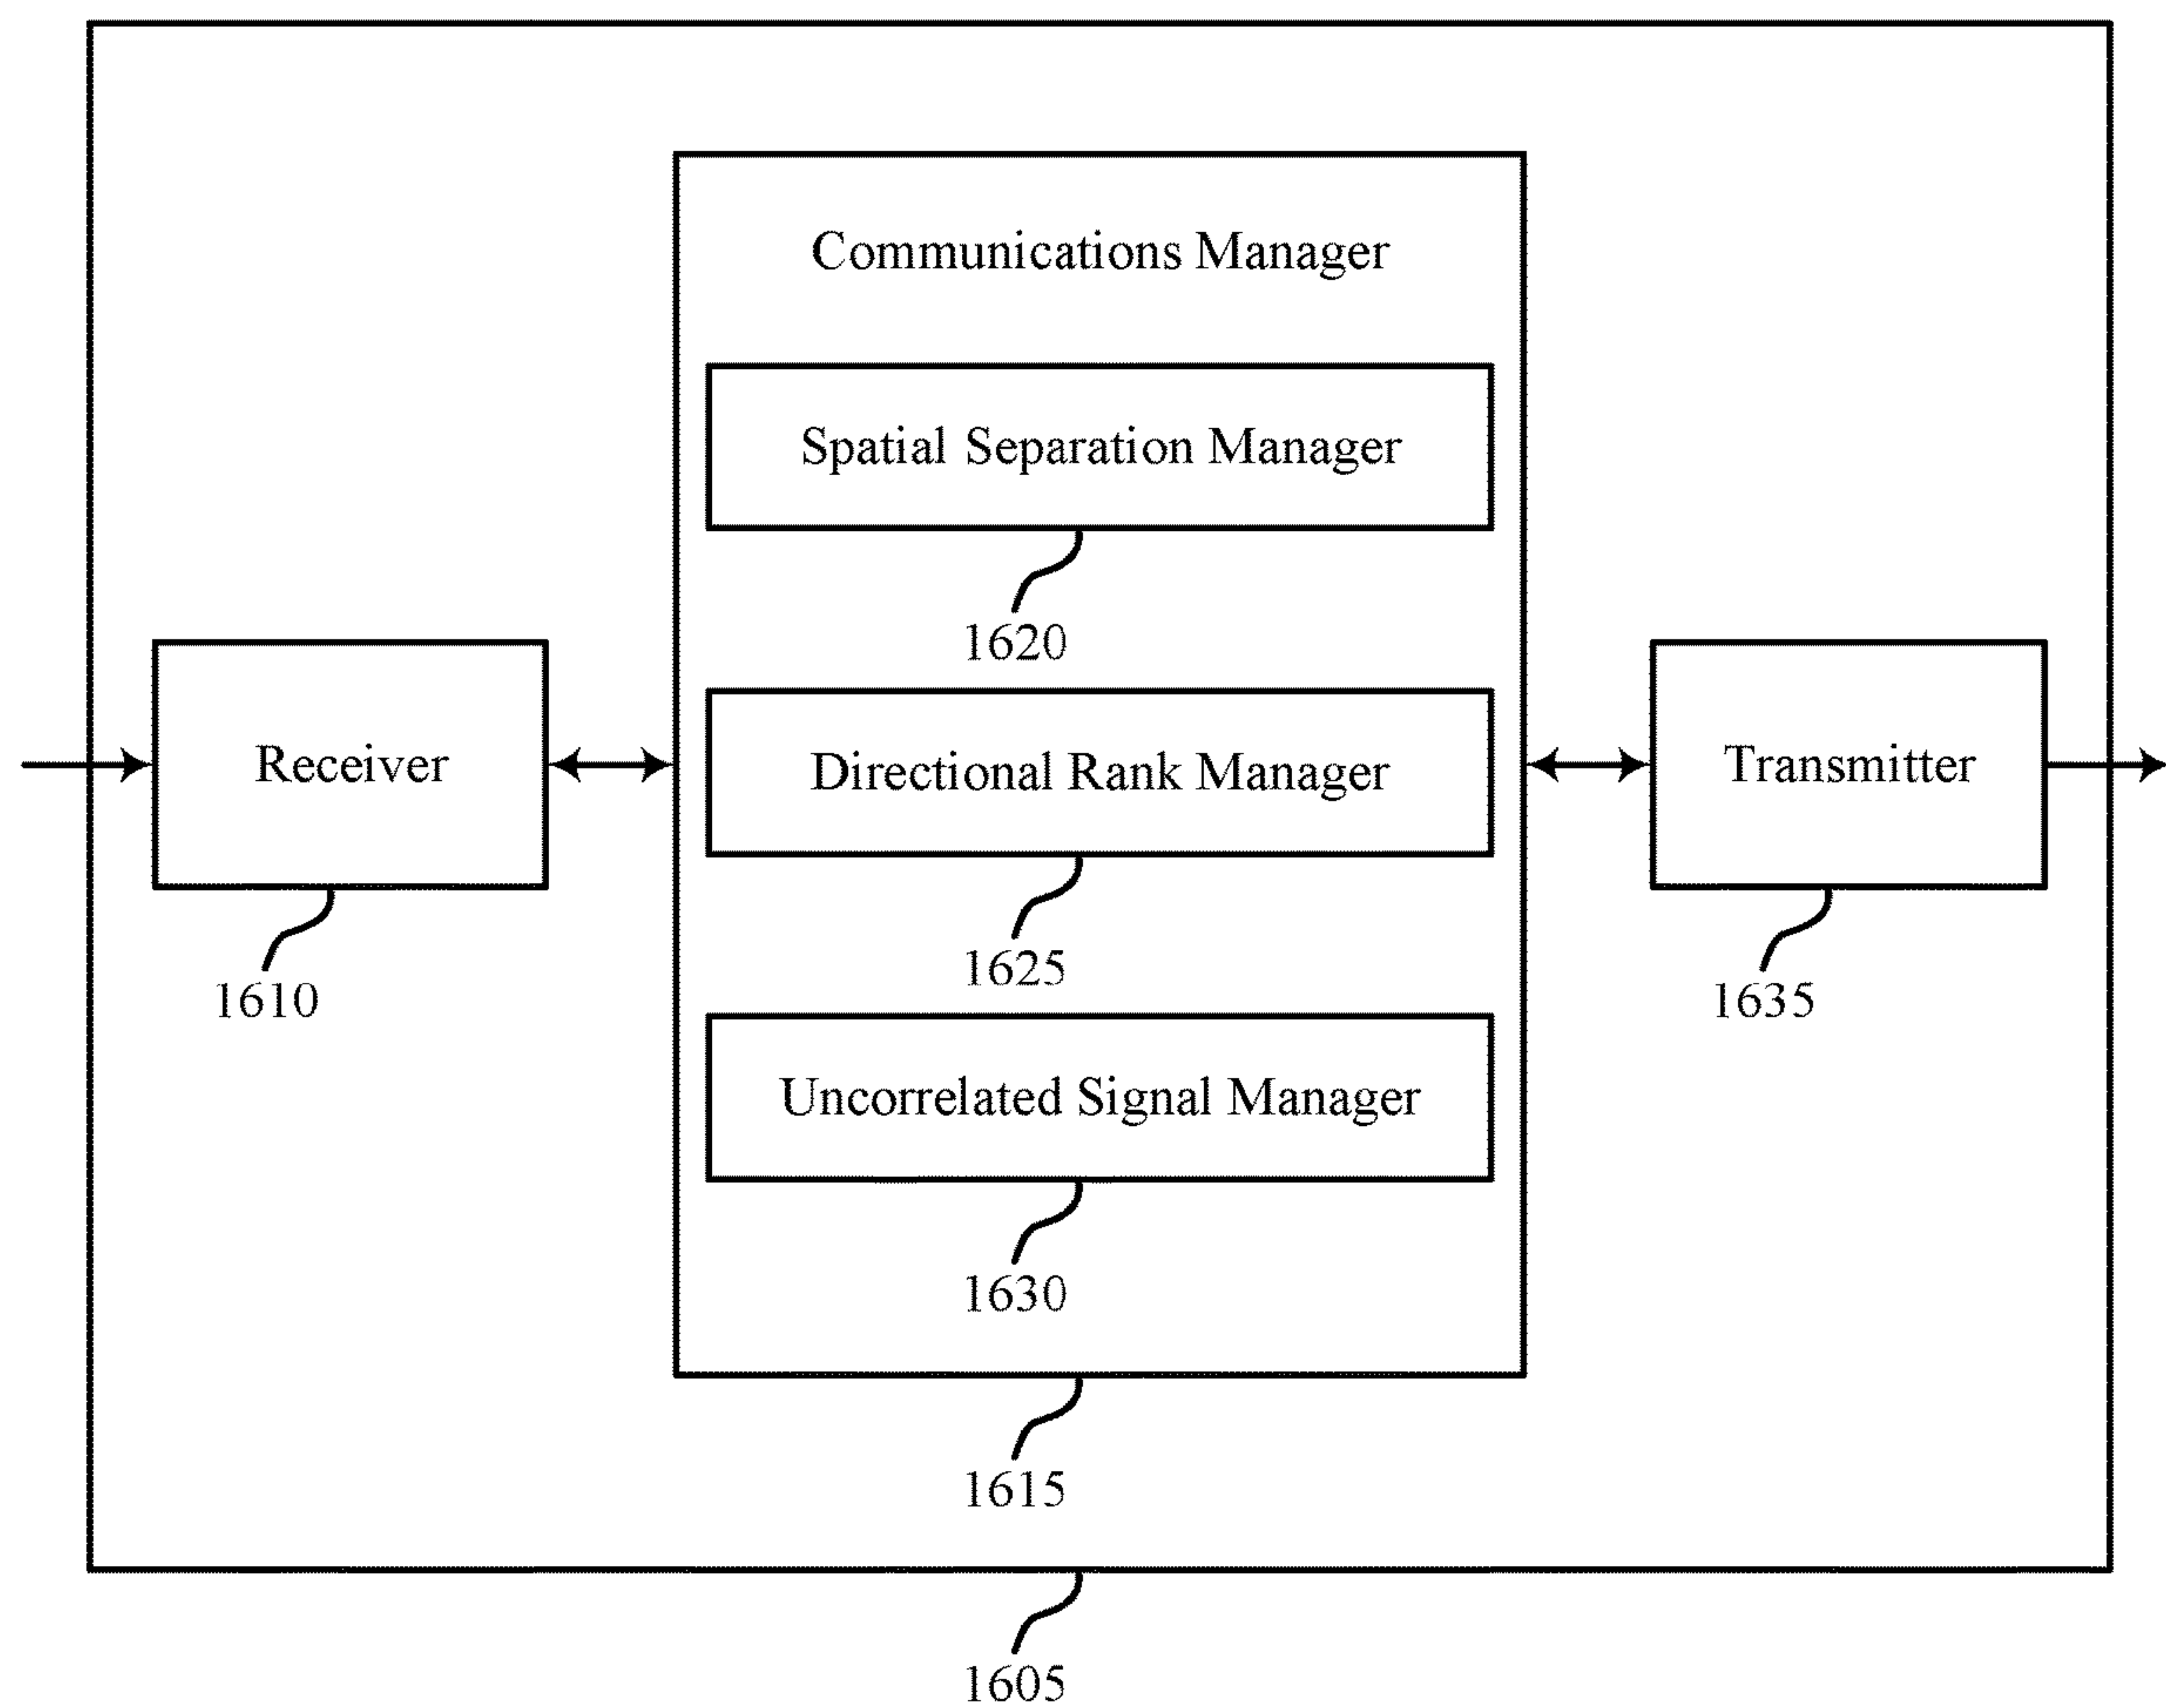 Communications Manager
Spatial Separation Manager
1620
Receiver
1610
Directional Rank Manager
1625
Transmitter
1635
Uncorrelated Signal Manager
1630
1615
1605